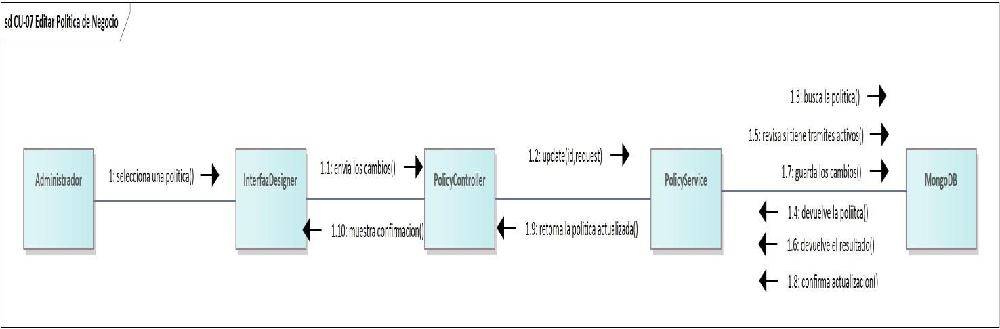 sd CU-07 Editar Politica de Negocio
1.3: busca la politica()
1.5: revisa si tiene tramites activos()
1.2: update(id,request)
1.1: envia los cambios()
1.7: guarda los cambios()
1: selecciona una politica()
Administrador
InterfazDesigner
PolicyController
PolicyService
MongoDB
1.4: devuelve la poliitca()
1.10: muestra confirmacion()
1.9: retorna la politica actualizada()
1.6: devuelve el resultado()
1.8: confirma actualizacion()